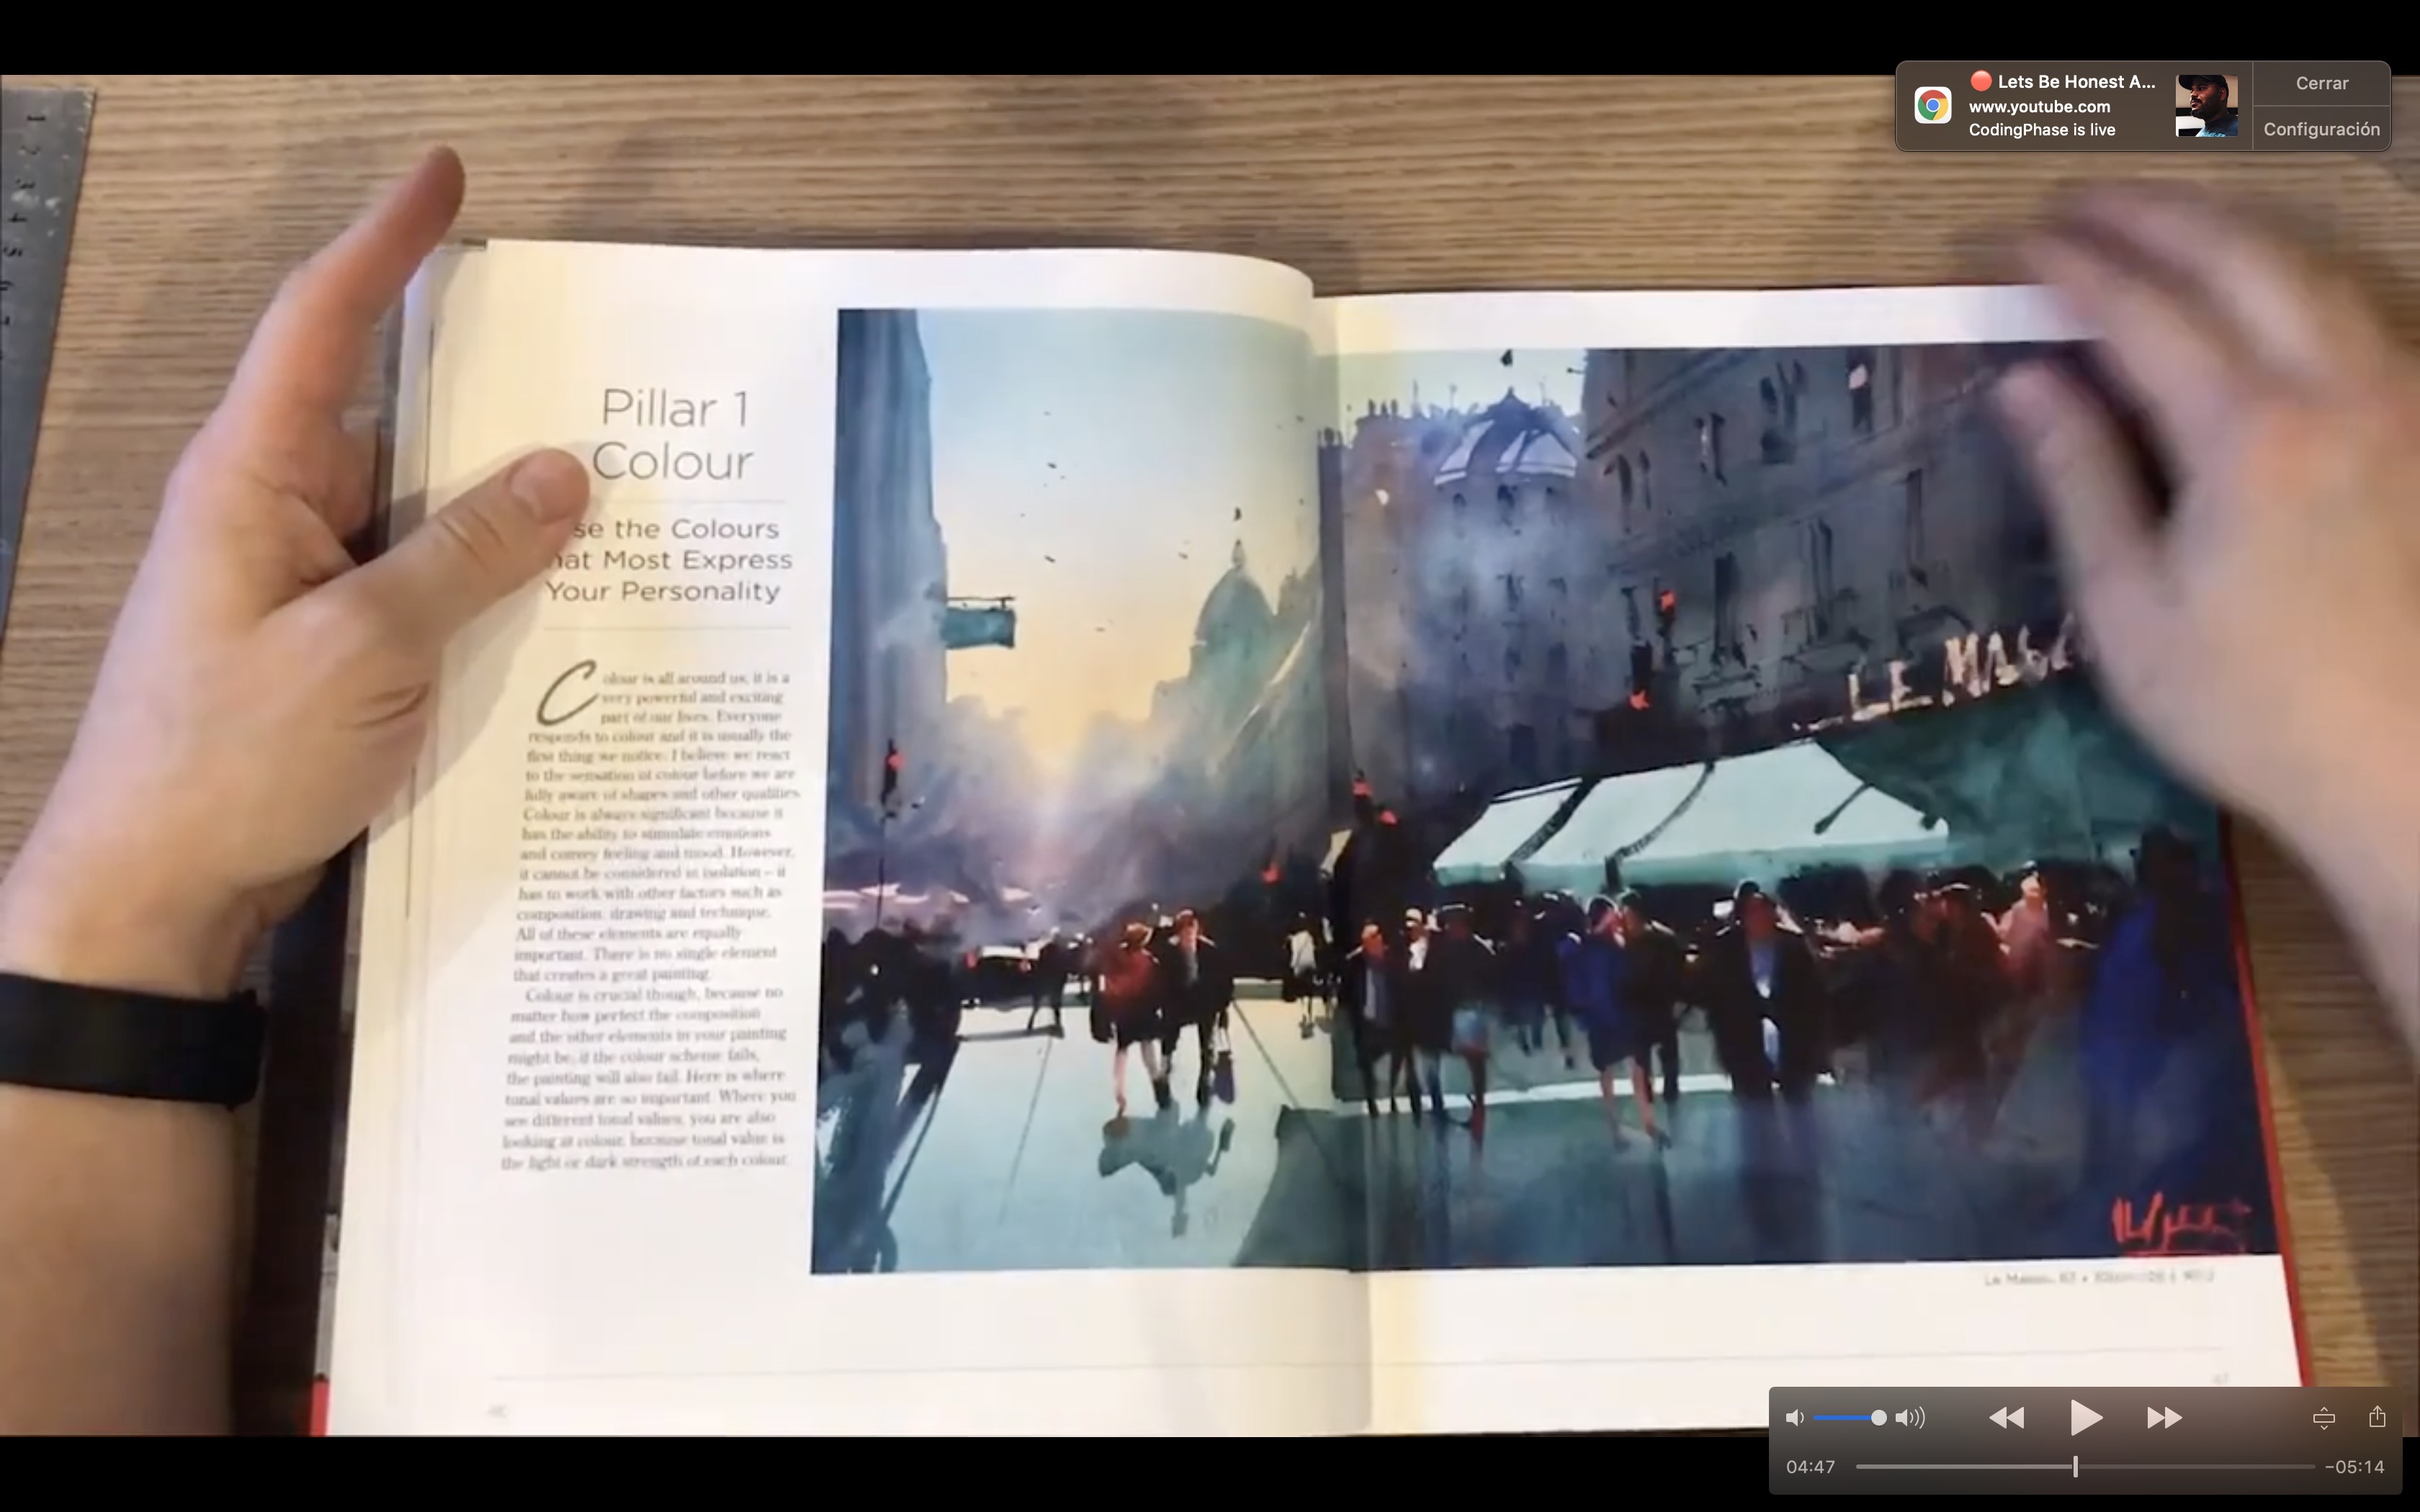 Lets Be Honest A...
www.youtube.com
CodingPhase is live
Cerrar
Configuración
Pillar 1
Colour
se the Colours
hat Most Express
Your Personality
Colour is all around us, it is a
very powerful and exciting
part of our lives. Everyone
responds to colour and it is usually the
first thing we notice. I believe we react
to the sensation of colour before we are
fully aware of shapes and other qualities.
Colour is always significant because it
has the ability to stimulate emotions
and convey feeling and mood. However,
it cannot be considered in isolation – it
has to work with other factors such as
composition, drawing and technique.
All of these elements are equally
important. There is no single element
that creates a great painting.
Colour is crucial though, because no
matter how perfect the composition
and the other elements in your painting
might be, if the colour scheme fails,
the painting will also fail. Here is where
tonal values are so important. Where you
see different tonal values, you are also
looking at colour, because tonal value is
the light or dark strength of each colour.
LE MA
04:47
-05:14